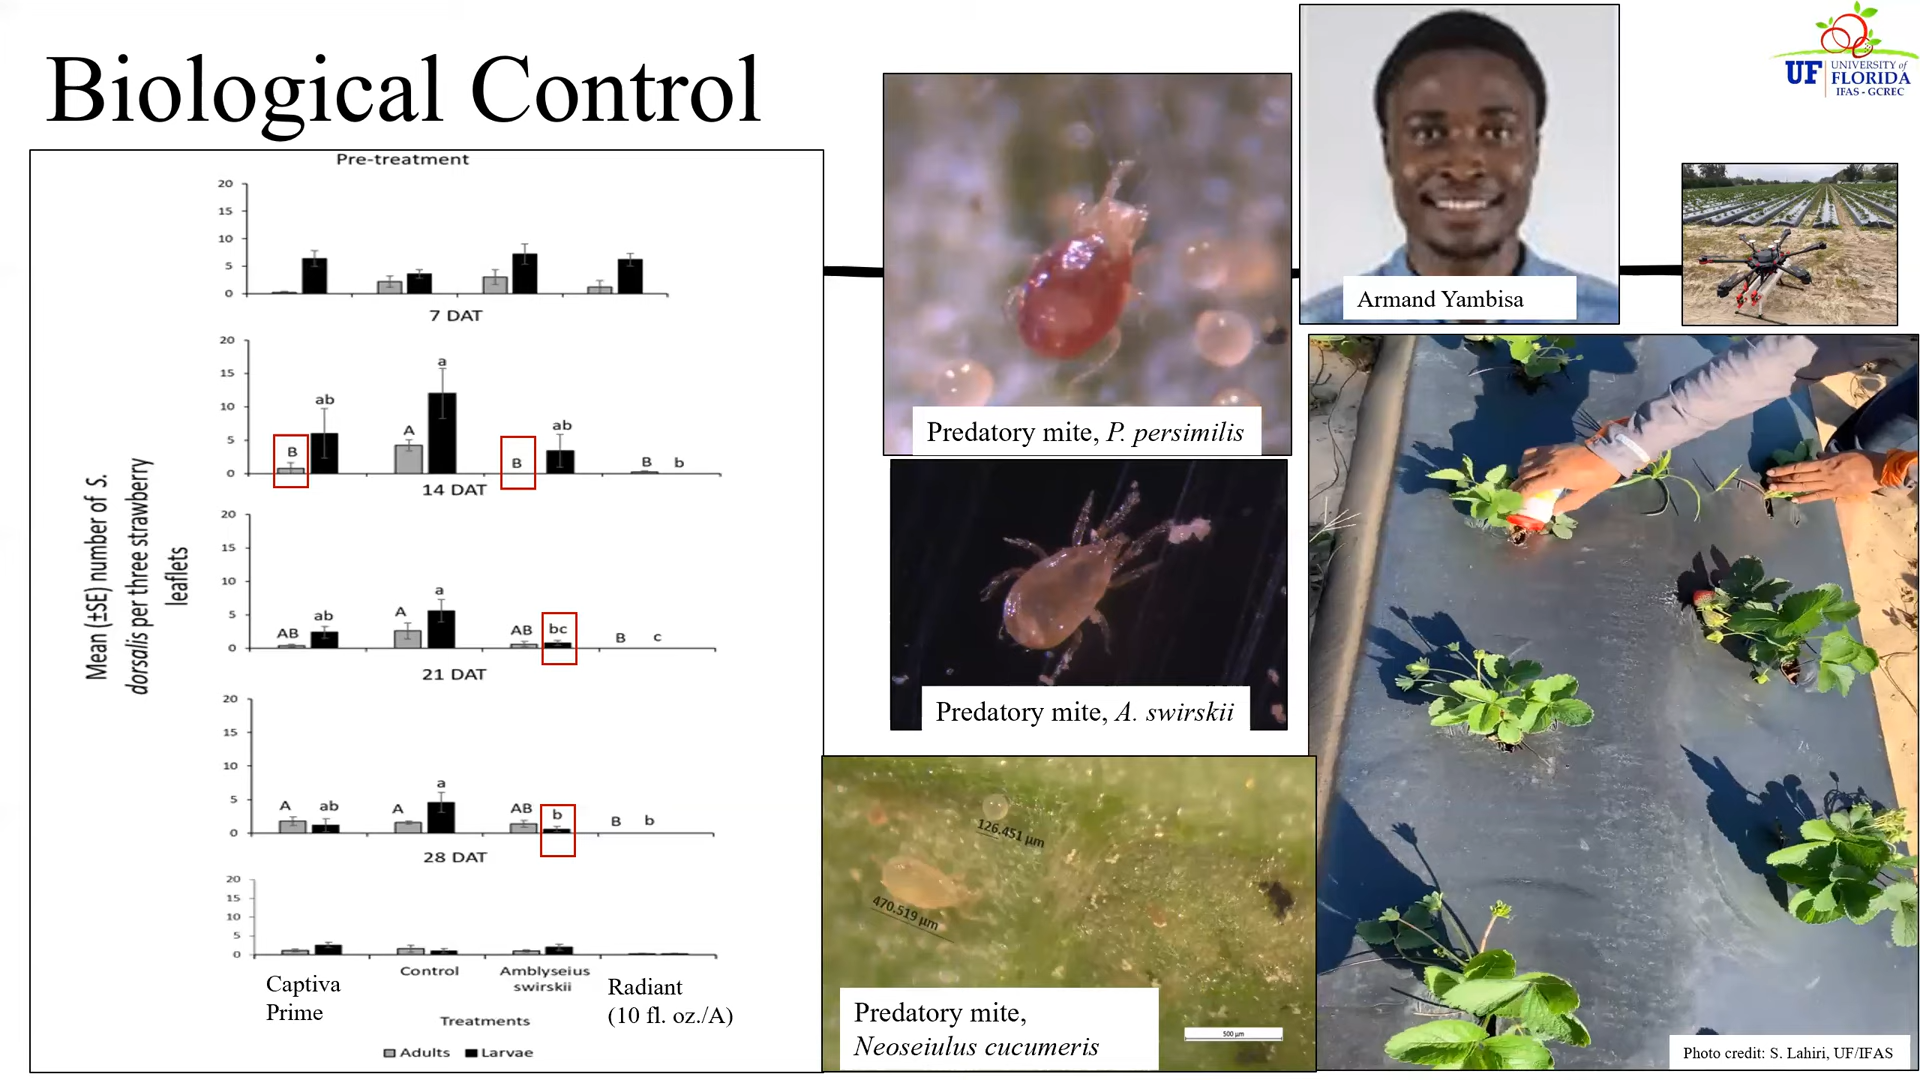 Biological Control
Pre-treatment
20
15
10
5
0
7 DAT
20
15
10
5
0
B
ab
A
a
B
ab
B
b
14 DAT
20
15
10
5
0
AB
ab
A
a
AB
bc
B
c
21 DAT
20
15
10
5
0
A
ab
A
a
AB
b
B
b
28 DAT
20
15
10
5
0
Mean (±SE) number of S.
dorsalis per three strawberry
leaflets
Captiva
Prime
Control
Amblyseius
swirskii
Radiant
(10 fl. oz./A)
Treatments
Adults
Larvae
Predatory mite, P. persimilis
Predatory mite, A. swirskii
126.451 µm
470.519 µm
Predatory mite,
Neoseiulus cucumeris
500 µm
Armand Yambisa
UF UNIVERSITY of
FLORIDA
IFAS - GCREC
Photo credit: S. Lahiri, UF/IFAS